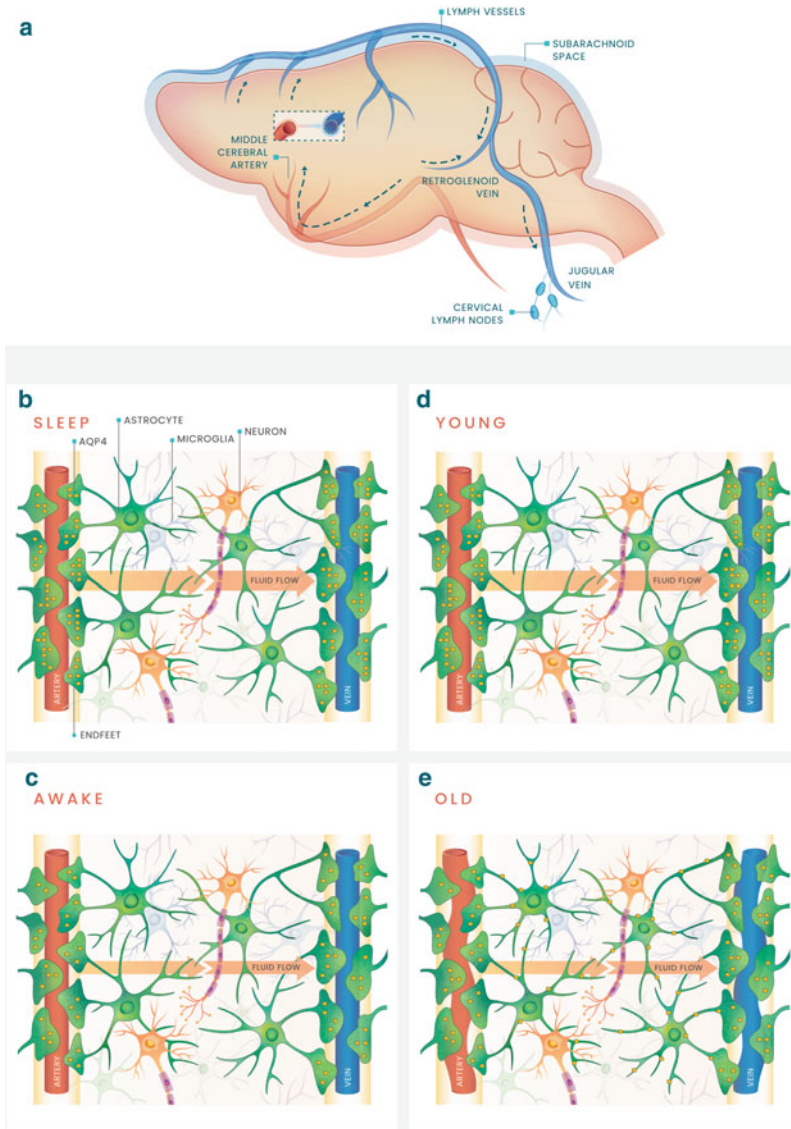 a
LYMPH VESSELS
SUBARACHNOID
SPACE
MIDDLE
CEREBRAL
ARTERY
RETROGLENOID
VEIN
JUGULAR
VEIN
CERVICAL
LYMPH NODES
b
SLEEP
AQP4
ASTROCYTE
MICROGLIA
NEURON
FLUID FLOW
ARTERY
VEIN
ENDFEET
d
YOUNG
FLUID FLOW
ARTERY
VEIN
c
AWAKE
FLUID FLOW
ARTERY
VEIN
e
OLD
FLUID FLOW
ARTERY
VEIN